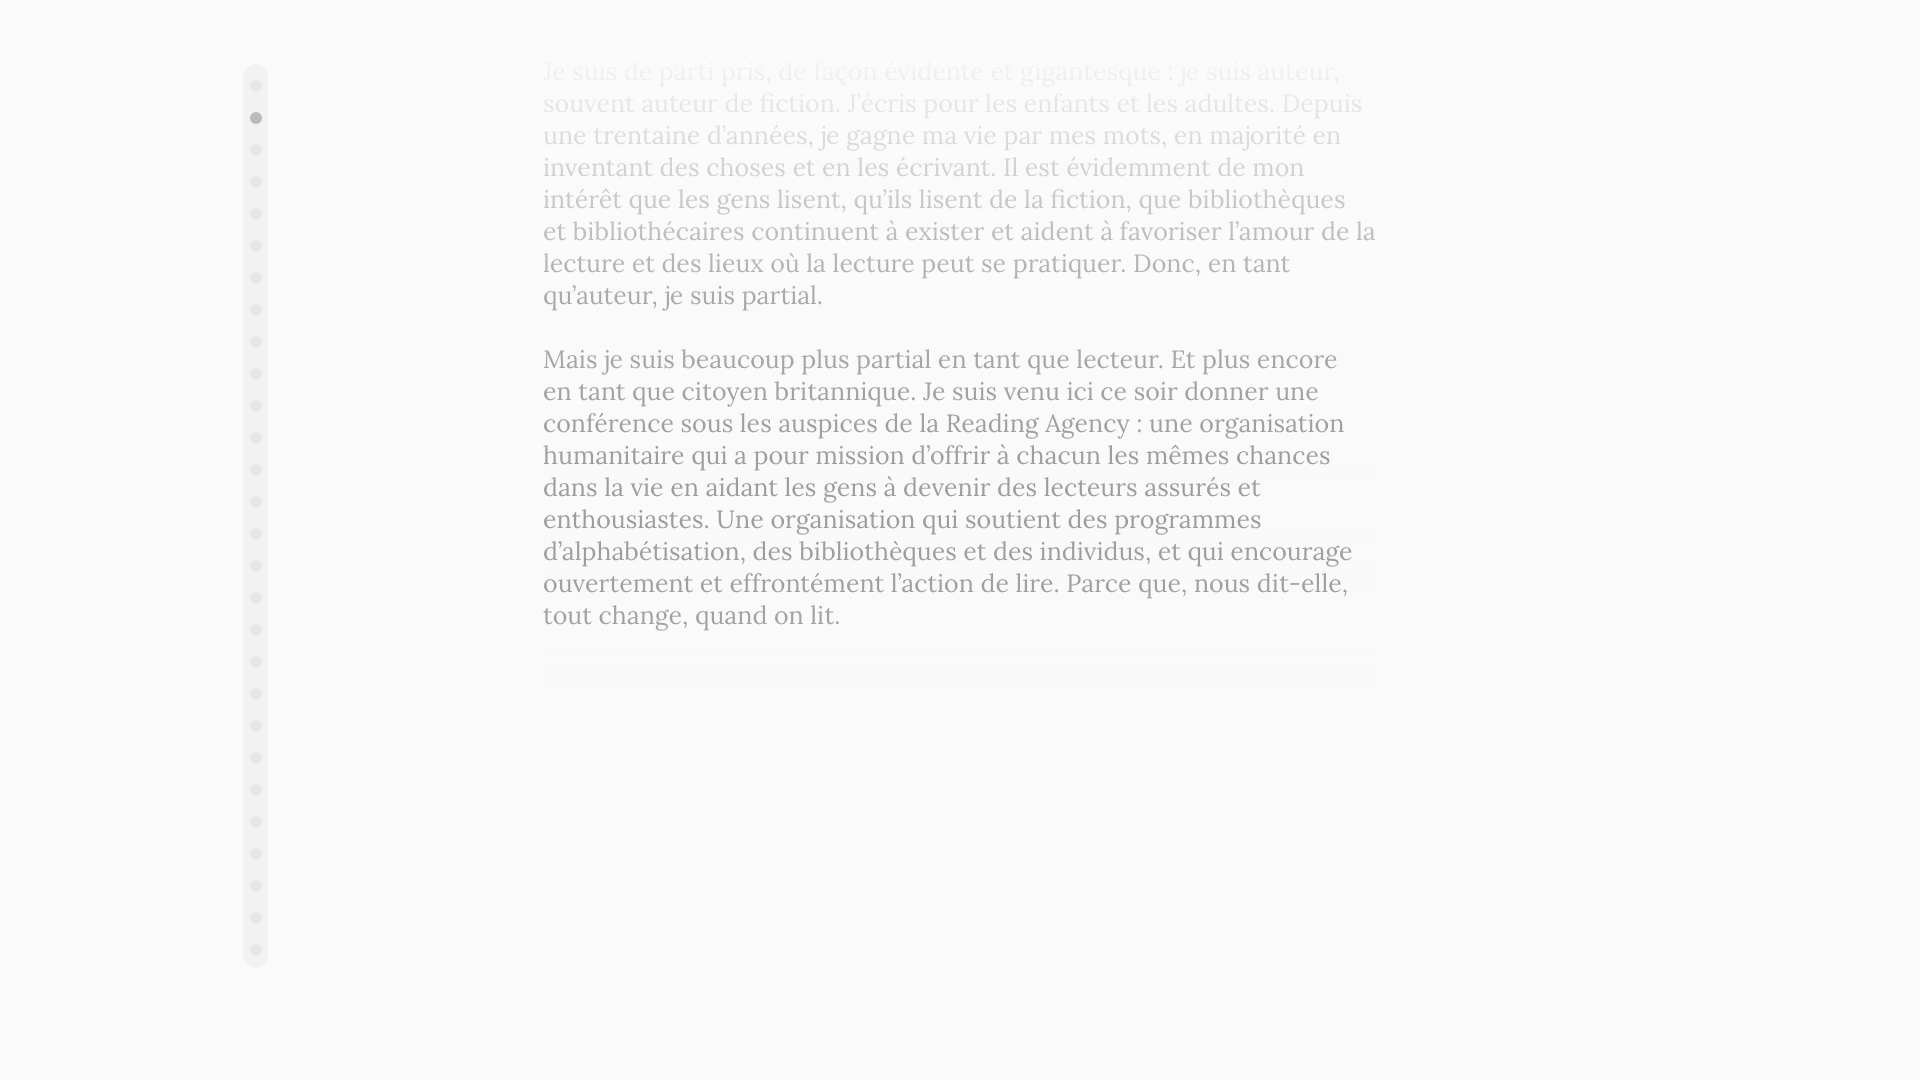 Je suis de parti pris, de façon évidente et gigantesque : je suis auteur,
souvent auteur de fiction. J’écris pour les enfants et les adultes. Depuis
une trentaine d’années, je gagne ma vie par mes mots, en majorité en
inventant des choses et en les écrivant. Il est évidemment de mon
intérêt que les gens lisent, qu’ils lisent de la fiction, que bibliothèques
et bibliothécaires continuent à exister et aident à favoriser l’amour de la
lecture et des lieux où la lecture peut se pratiquer. Donc, en tant
qu’auteur, je suis partial.
Mais je suis beaucoup plus partial en tant que lecteur. Et plus encore
en tant que citoyen britannique. Je suis venu ici ce soir donner une
conférence sous les auspices de la Reading Agency : une organisation
humanitaire qui a pour mission d’offrir à chacun les mêmes chances
dans la vie en aidant les gens à devenir des lecteurs assurés et
enthousiastes. Une organisation qui soutient des programmes
d’alphabétisation, des bibliothèques et des individus, et qui encourage
ouvertement et effrontément l’action de lire. Parce que, nous dit-elle,
tout change, quand on lit.